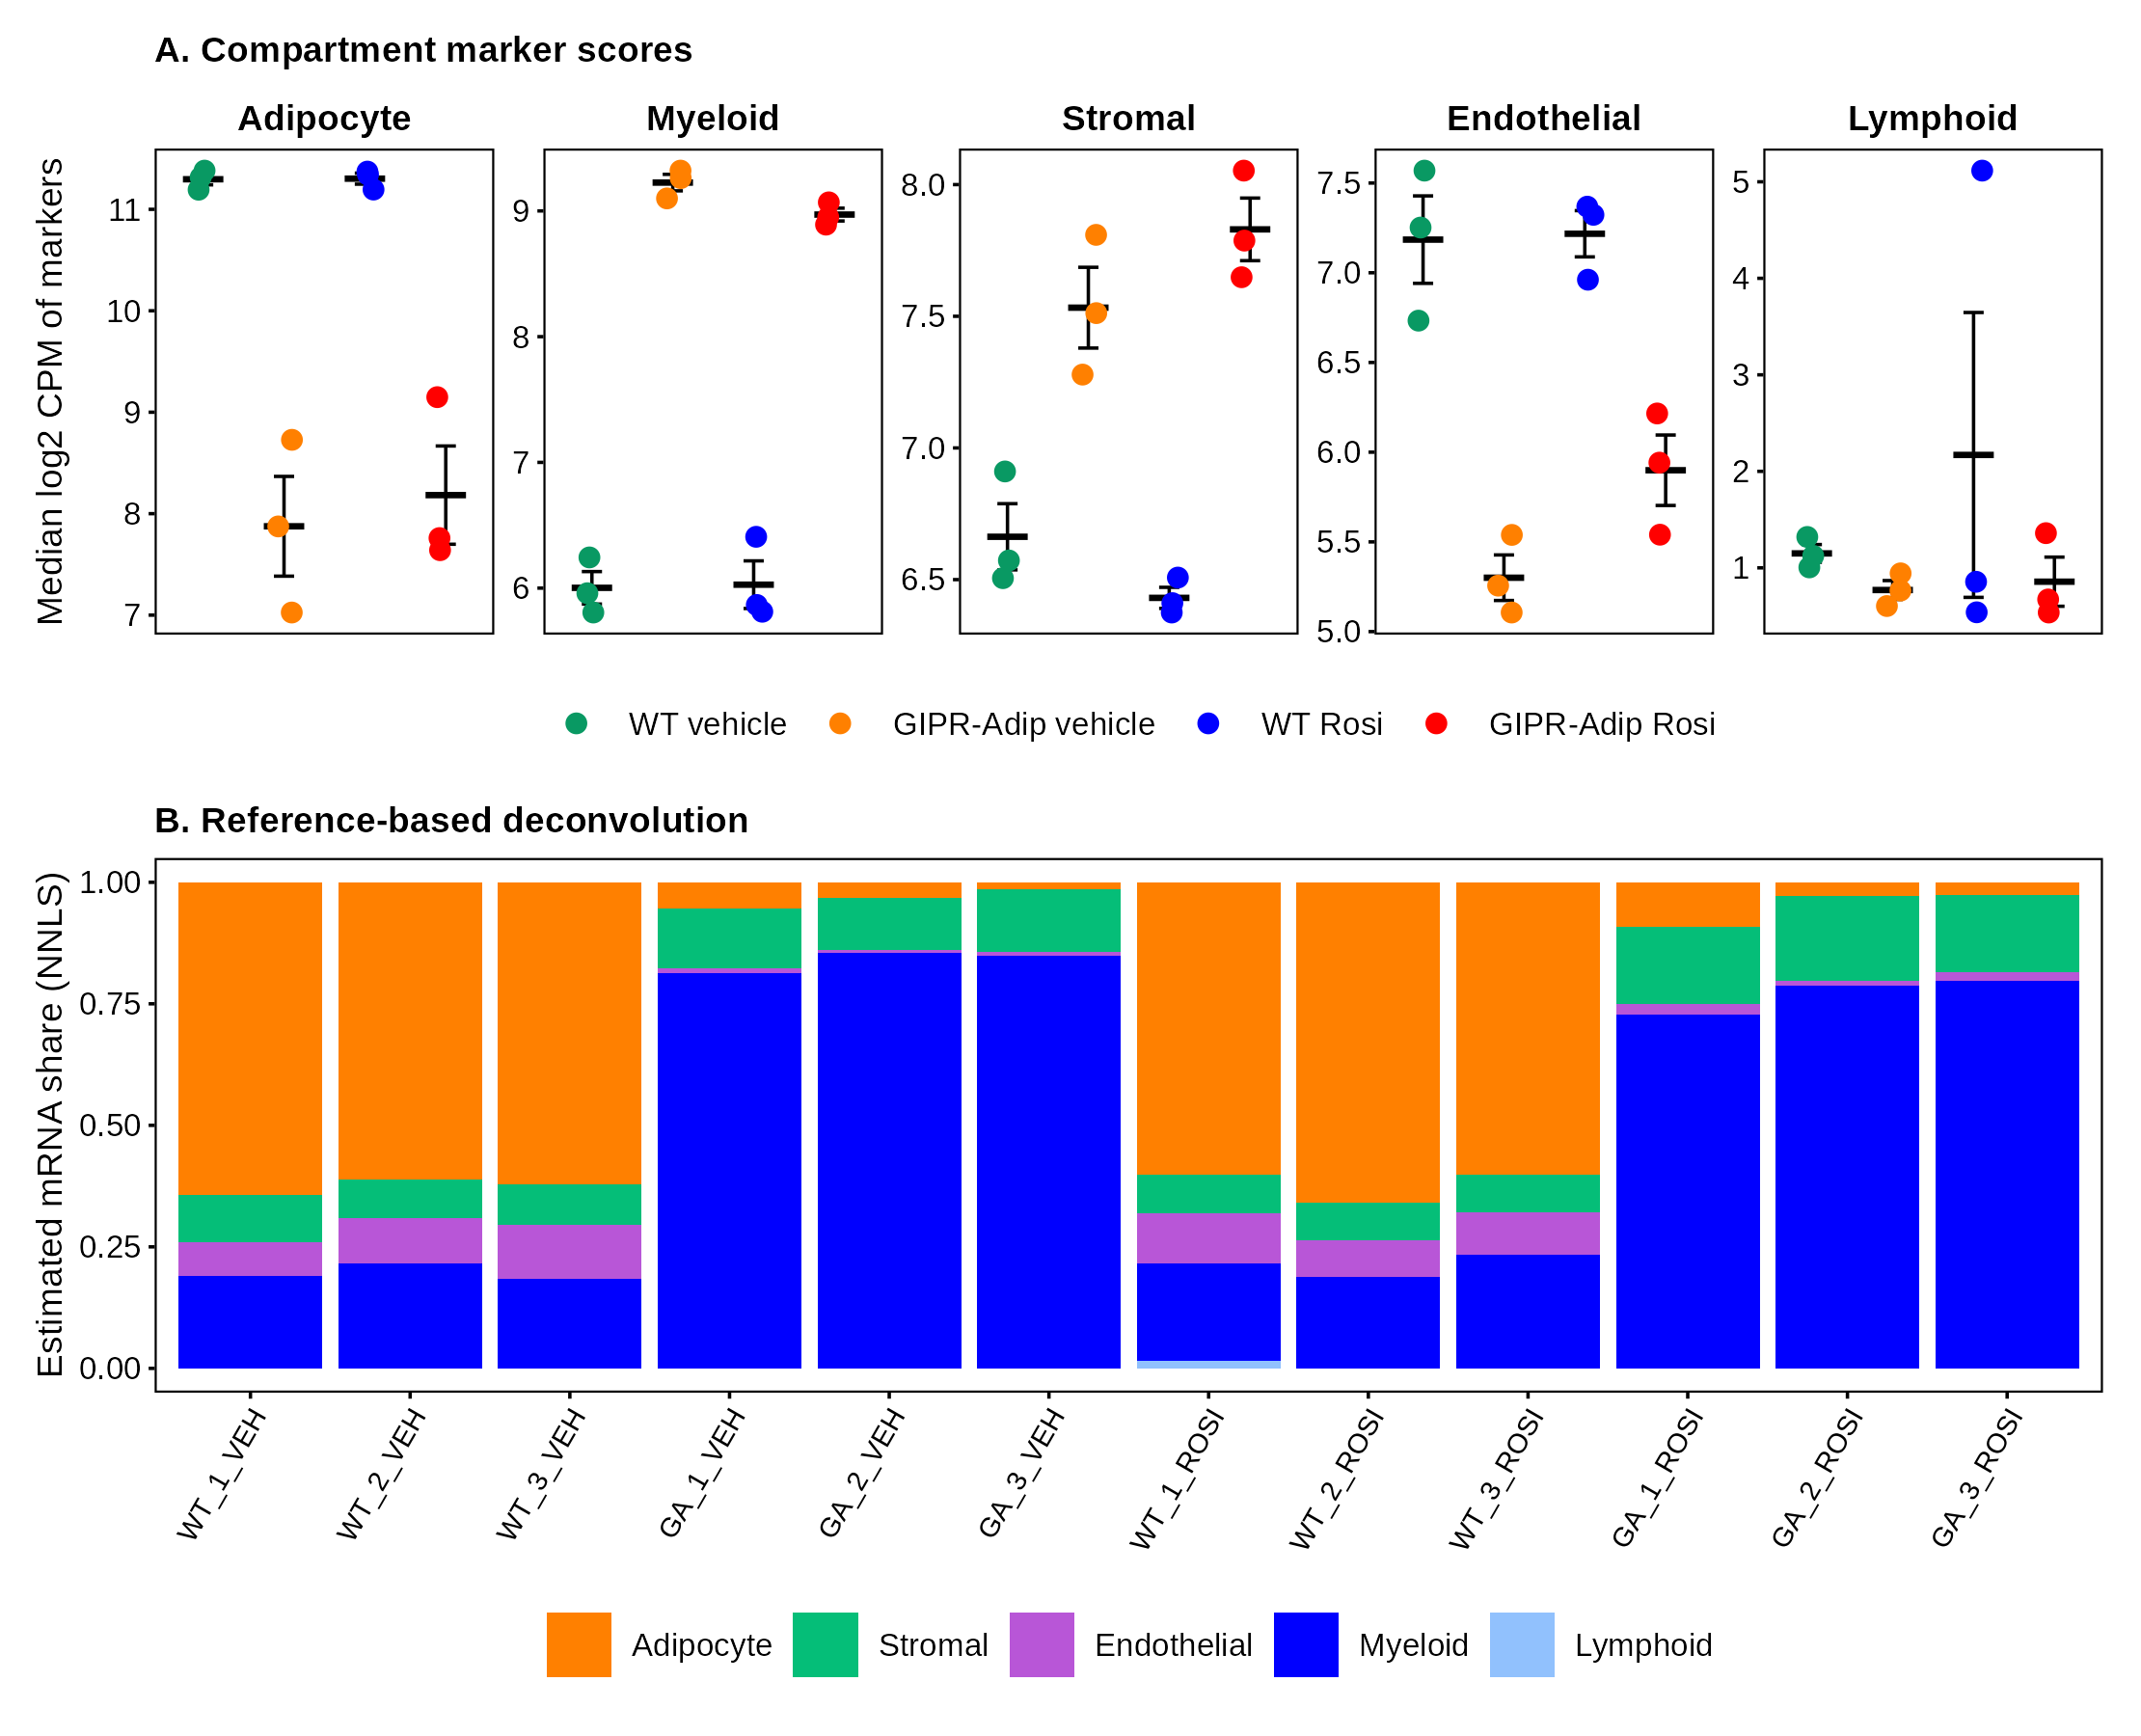 A. Compartment marker scores
Adipocyte Myeloid Stromal Endothelial Lymphoid
Median log2 CPM of markers
11
10
9
8
7
9
8
7
6
8.0
7.5
7.0
6.5
7.5
7.0
6.5
6.0
5.5
5.0
5
4
3
2
1
WT vehicle GIPR-Adip vehicle WT Rosi GIPR-Adip Rosi
B. Reference-based deconvolution
Estimated mRNA share (NNLS)
1.00
0.75
0.50
0.25
0.00
WT_1_VEH
WT_2_VEH
WT_3_VEH
GA_1_VEH
GA_2_VEH
GA_3_VEH
WT_1_ROSI
WT_2_ROSI
WT_3_ROSI
GA_1_ROSI
GA_2_ROSI
GA_3_ROSI
Adipocyte Stromal Endothelial Myeloid Lymphoid